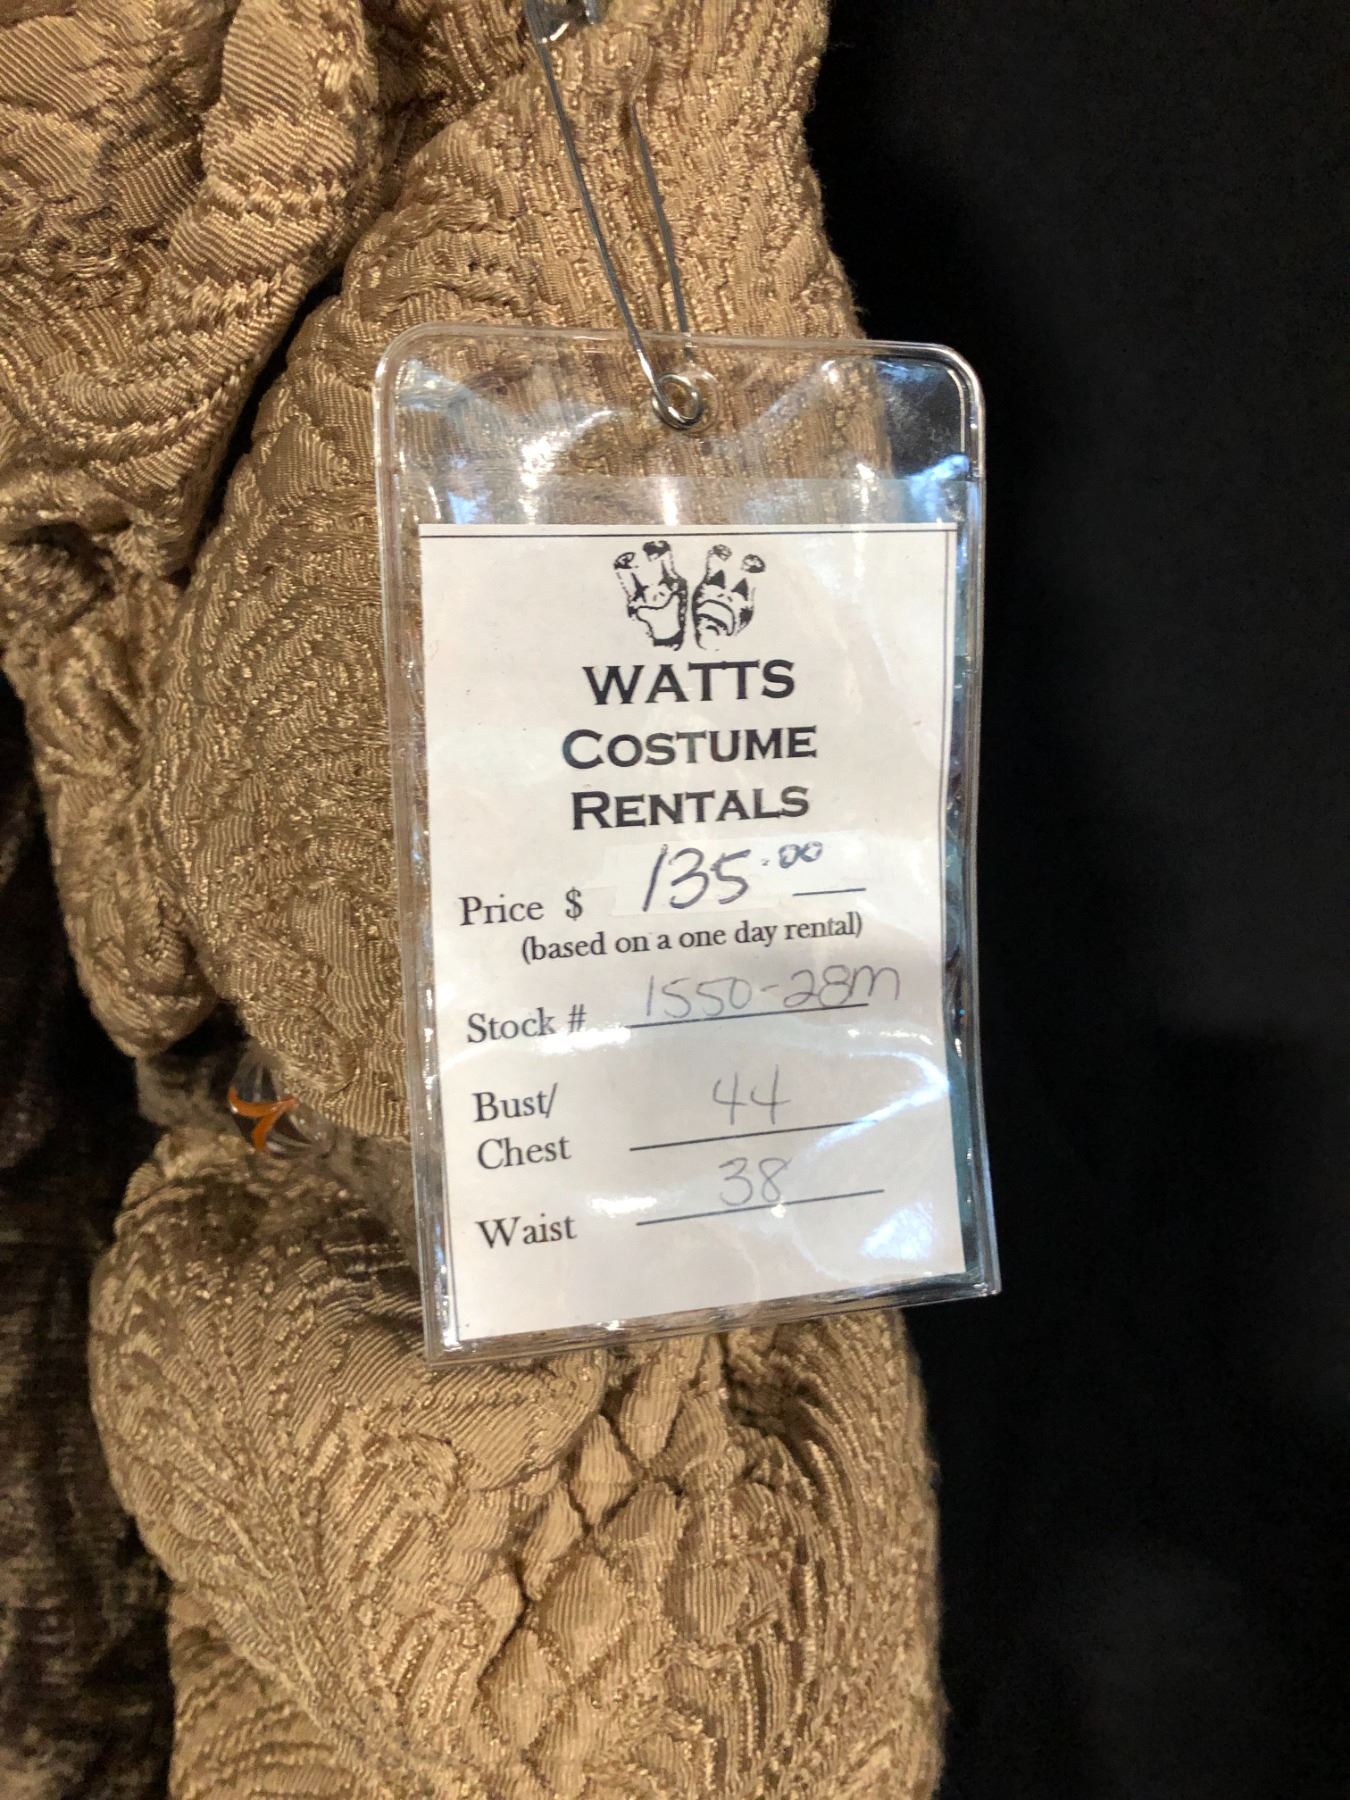 WATTS
COSTUME
RENTALS
Price $ 135.00
(based on a one day rental)
Stock # 1550-28M
Bust/
Chest 44
Waist 38